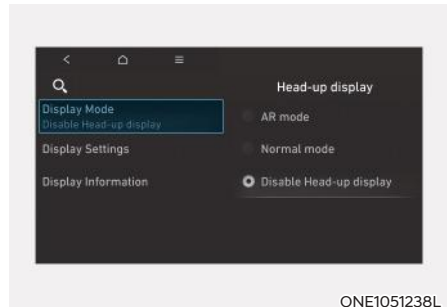 Head-up display
Display Mode
Disable Head-up display
AR mode
Display Settings
Normal mode
Display Information
Disable Head-up display
ONE1051238L